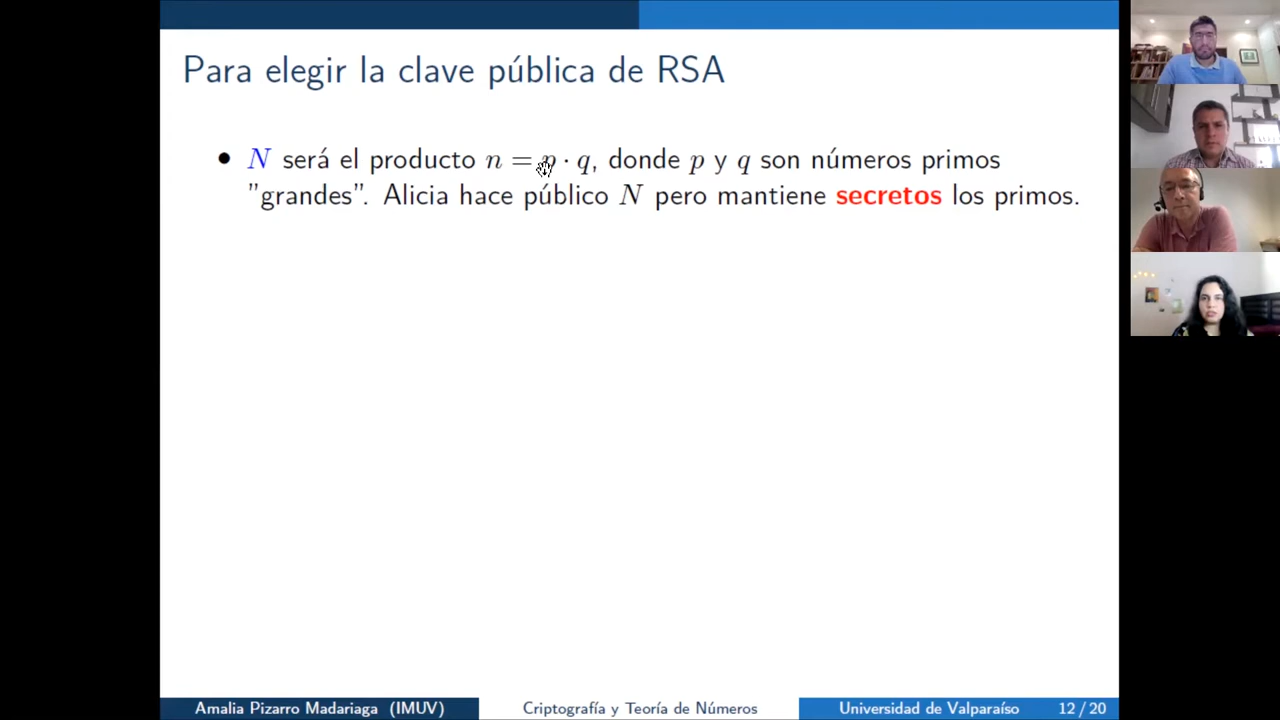 Para elegir la clave pública de RSA
• N será el producto n = p · q, donde p y q son números primos
"grandes". Alicia hace público N pero mantiene secretos los primos.
Amalia Pizarro Madariaga (IMUV) Criptografía y Teoría de Números Universidad de Valparaíso 12 / 20